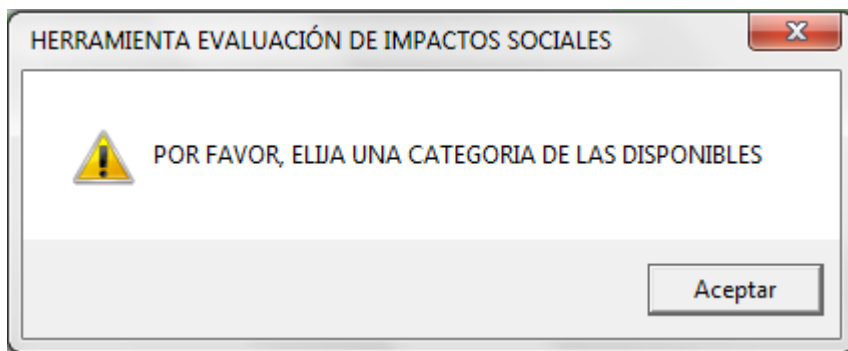 HERRAMIENTA EVALUACIÓN DE IMPACTOS SOCIALES
POR FAVOR, ELIJA UNA CATEGORIA DE LAS DISPONIBLES
Aceptar